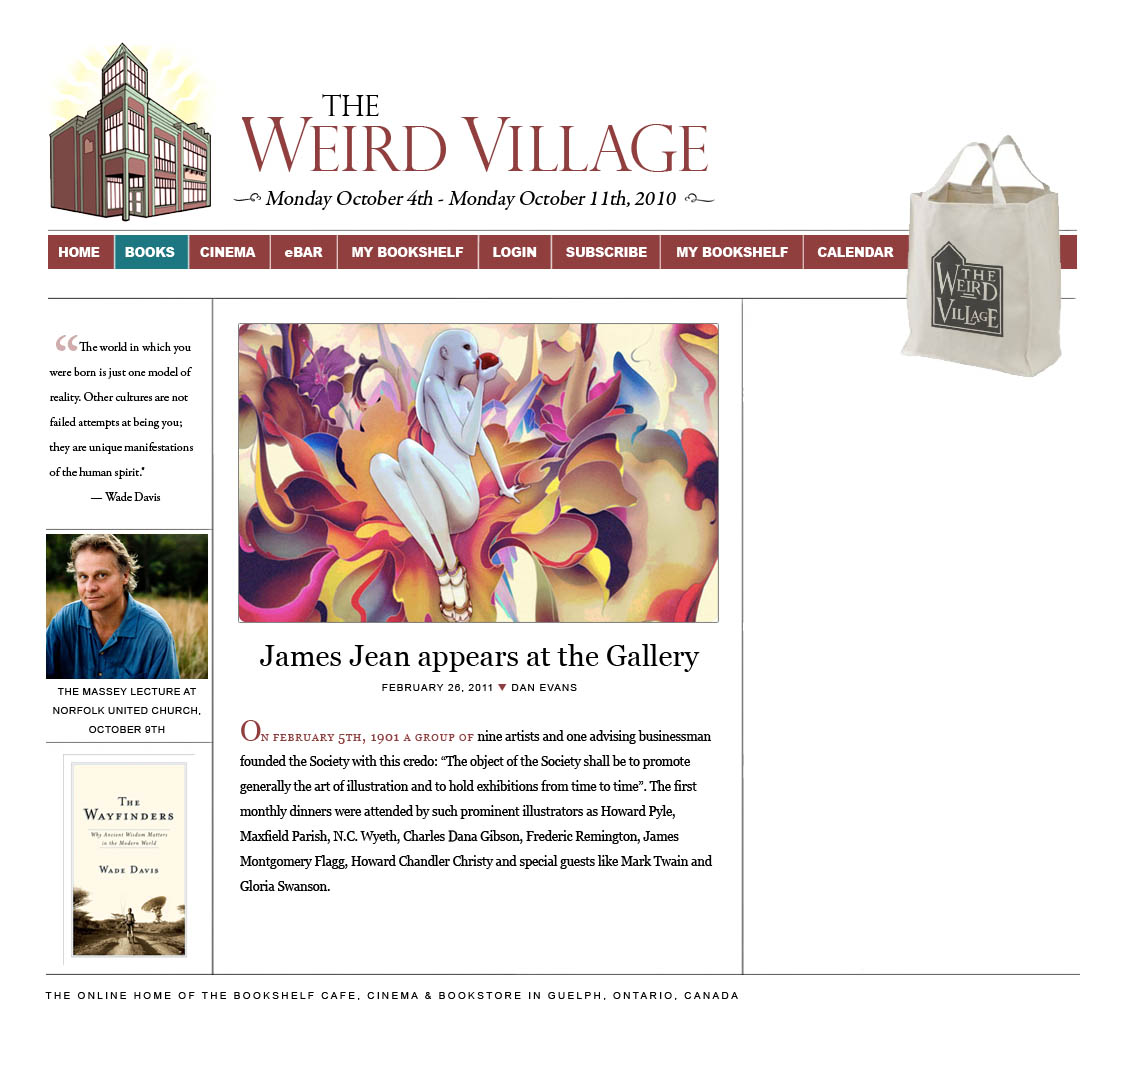 THE
WEIRD VILLAGE
Monday October 4th - Monday October 11th, 2010
HOME
BOOKS
CINEMA
eBAR
MY BOOKSHELF
LOGIN
SUBSCRIBE
MY BOOKSHELF
CALENDAR
THE
WEIRD
VILLAGE
“The world in which you
were born is just one model of
reality. Other cultures are not
failed attempts at being you;
they are unique manifestations
of the human spirit."
— Wade Davis
THE MASSEY LECTURE AT
NORFOLK UNITED CHURCH,
OCTOBER 9TH
THE
WAYFINDERS
Why Ancient Wisdom Matters
in the Modern World
WADE DAVIS
James Jean appears at the Gallery
FEBRUARY 26, 2011 ▼ DAN EVANS
ON FEBRUARY 5TH, 1901 A GROUP OF nine artists and one advising businessman
founded the Society with this credo: “The object of the Society shall be to promote
generally the art of illustration and to hold exhibitions from time to time”. The first
monthly dinners were attended by such prominent illustrators as Howard Pyle,
Maxfield Parish, N.C. Wyeth, Charles Dana Gibson, Frederic Remington, James
Montgomery Flagg, Howard Chandler Christy and special guests like Mark Twain and
Gloria Swanson.
THE ONLINE HOME OF THE BOOKSHELF CAFE, CINEMA & BOOKSTORE IN GUELPH, ONTARIO, CANADA